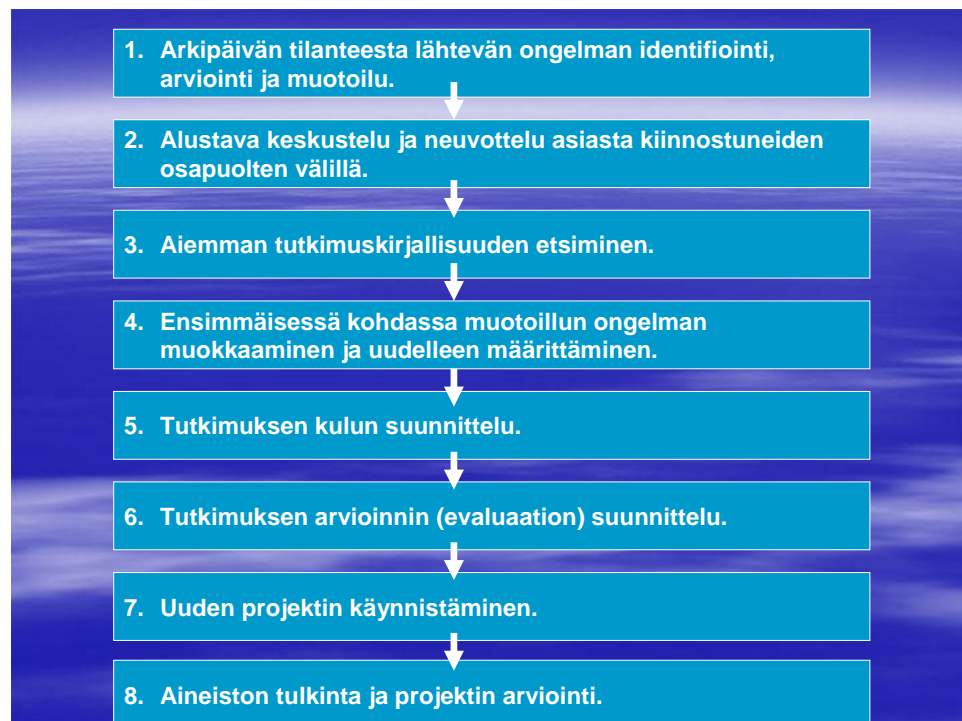 1. Arkipäivän tilanteesta lähtevän ongelman identifiointi,
arviointi ja muotoilu.
2. Alustava keskustelu ja neuvottelu asiasta kiinnostuneiden
osapuolten välillä.
3. Aiemman tutkimuskirjallisuuden etsiminen.
4. Ensimmäisessä kohdassa muotoillun ongelman
muokkaaminen ja uudelleen määrittäminen.
5. Tutkimuksen kulun suunnittelu.
6. Tutkimuksen arvioinnin (evaluaation) suunnittelu.
7. Uuden projektin käynnistäminen.
8. Aineiston tulkinta ja projektin arviointi.